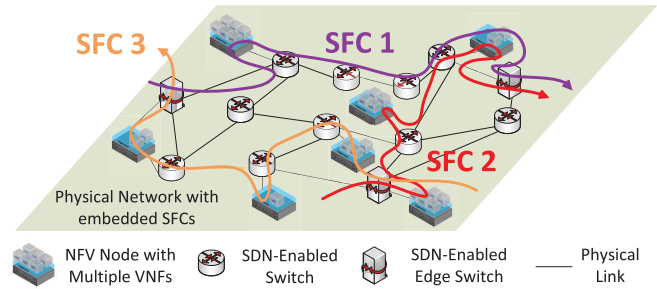 SFC 3
SFC 1
SFC 2
Physical Network with
embedded SFCs
NFV Node with
Multiple VNFs
SDN-Enabled
Switch
SDN-Enabled
Edge Switch
Physical
Link